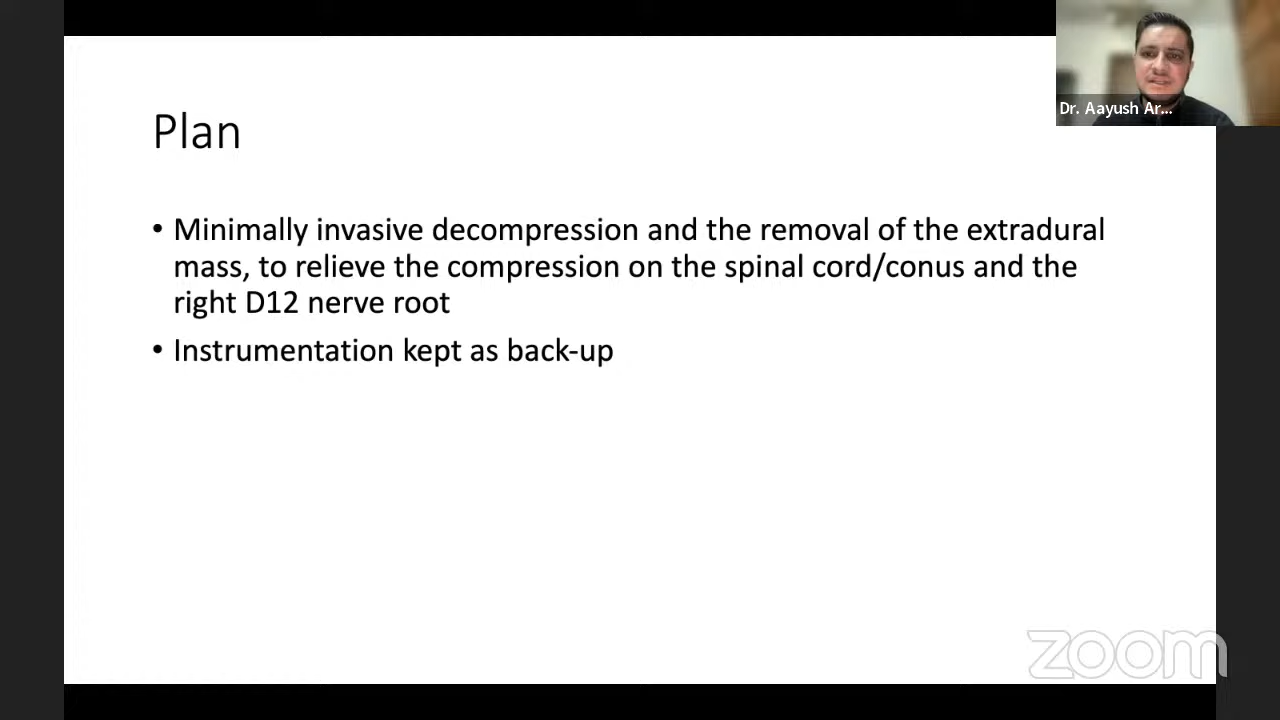 Dr. Aayush Ar...
Plan
• Minimally invasive decompression and the removal of the extradural
mass, to relieve the compression on the spinal cord/conus and the
right D12 nerve root
• Instrumentation kept as back-up
zoom